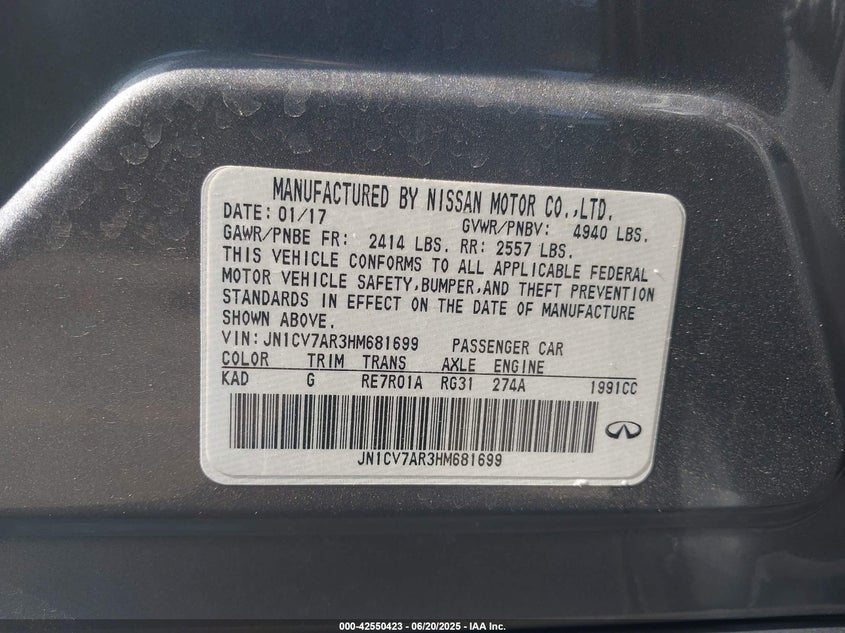 MANUFACTURED BY NISSAN MOTOR CO.,LTD.
DATE: 01/17 GVWR/PNBV: 4940 LBS.
GAWR/PNBE FR: 2414 LBS. RR: 2557 LBS.
THIS VEHICLE CONFORMS TO ALL APPLICABLE FEDERAL
MOTOR VEHICLE SAFETY,BUMPER,AND THEFT PREVENTION
STANDARDS IN EFFECT ON THE DATE OF MANUFACTURE
SHOWN ABOVE.
VIN:JN1CV7AR3HM681699 PASSENGER CAR
COLOR TRIM TRANS AXLE ENGINE
KAD G RE7R01A RG31 274A 1991CC
JN1CV7AR3HM681699
000-42550423 - 06/20/2025 - IAA Inc.